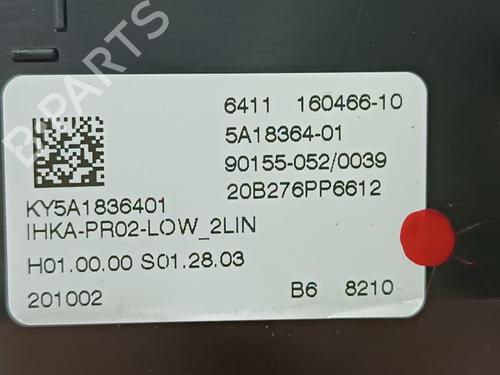 B-PARTS
6411 160466-10
5A18364-01
90155-052/0039
20B276PP6612
KY5A1836401
IHKA-PR02-LOW_2LIN
H01.00.00 S01.28.03
201002 B6 8210